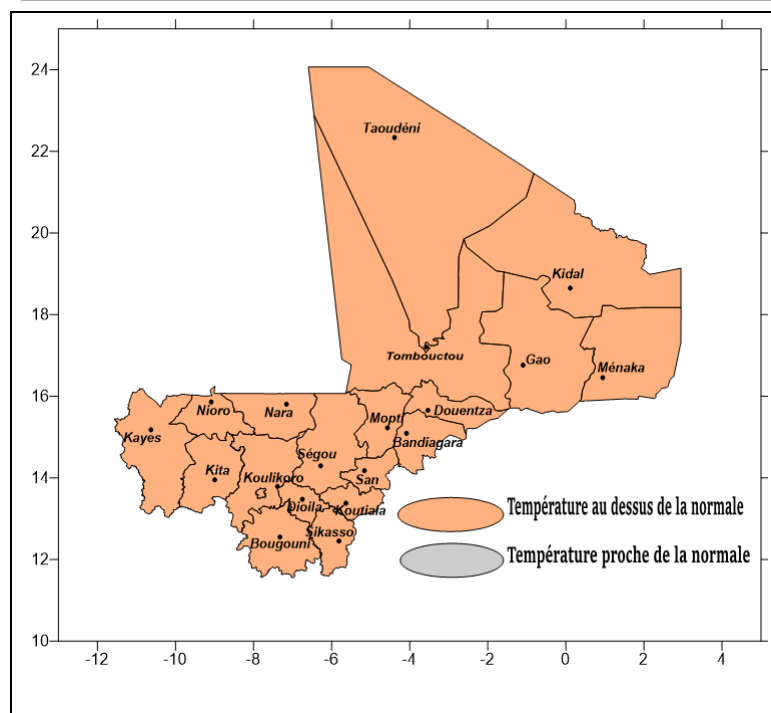 24
22
20
18
16
14
12
10
Taoudéni
Kidal
Tombouctou
Gao
Ménaka
Nioro
Nara
Mopti
Douentza
Kayes
Bandiagara
Ségou
Kita
Koulikoro
San
Dioila
Koutiala
Sikasso
Bougouni
Température au dessus de la normale
Température proche de la normale
-12 -10 -8 -6 -4 -2 0 2 4